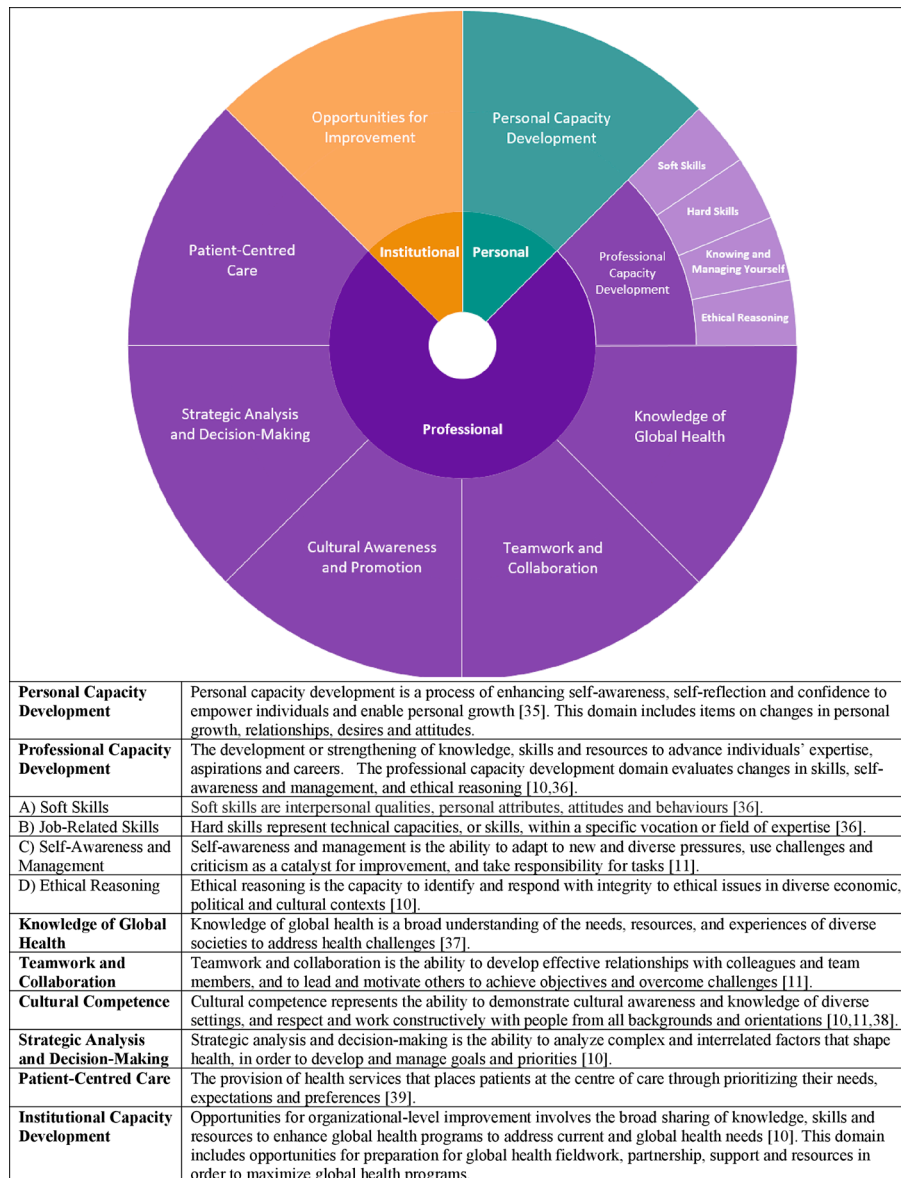 Opportunities for
Improvement
Personal Capacity
Development
Soft Skills
Hard Skills
Patient-Centred
Care
Institutional
Personal
Professional
Capacity
Development
Knowing and
Managing Yourself
Ethical Reasoning
Strategic Analysis
and Decision-Making
Professional
Knowledge of
Global Health
Cultural Awareness
and Promotion
Teamwork and
Collaboration
Personal Capacity
Development
Personal capacity development is a process of enhancing self-awareness, self-reflection and confidence to
empower individuals and enable personal growth [35]. This domain includes items on changes in personal
growth, relationships, desires and attitudes.
Professional Capacity
Development
The development or strengthening of knowledge, skills and resources to advance individuals' expertise,
aspirations and careers. The professional capacity development domain evaluates changes in skills, self-
awareness and management, and ethical reasoning [10,36].
A) Soft Skills
Soft skills are interpersonal qualities, personal attributes, attitudes and behaviours [36].
B) Job-Related Skills
Hard skills represent technical capacities, or skills, within a specific vocation or field of expertise [36].
C) Self-Awareness and
Management
Self-awareness and management is the ability to adapt to new and diverse pressures, use challenges and
criticism as a catalyst for improvement, and take responsibility for tasks [11].
D) Ethical Reasoning
Ethical reasoning is the capacity to identify and respond with integrity to ethical issues in diverse economic,
political and cultural contexts [10].
Knowledge of Global
Health
Knowledge of global health is a broad understanding of the needs, resources, and experiences of diverse
societies to address health challenges [37].
Teamwork and
Collaboration
Teamwork and collaboration is the ability to develop effective relationships with colleagues and team
members, and to lead and motivate others to achieve objectives and overcome challenges [11].
Cultural Competence
Cultural competence represents the ability to demonstrate cultural awareness and knowledge of diverse
settings, and respect and work constructively with people from all backgrounds and orientations [10,11,38].
Strategic Analysis
and Decision-Making
Strategic analysis and decision-making is the ability to analyze complex and interrelated factors that shape
health, in order to develop and manage goals and priorities [10].
Patient-Centred Care
The provision of health services that places patients at the centre of care through prioritizing their needs,
expectations and preferences [39].
Institutional Capacity
Development
Opportunities for organizational-level improvement involves the broad sharing of knowledge, skills and
resources to enhance global health programs to address current and global health needs [10]. This domain
includes opportunities for preparation for global health fieldwork, partnership, support and resources in
order to maximize global health programs.